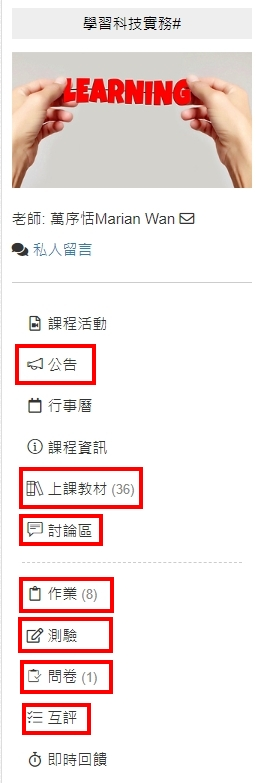 學習科技實務#
LEARNING
老師: 萬序恬Marian Wan
私人留言
課程活動
公告
行事曆
課程資訊
上課教材 (36)
討論區
作業 (8)
測驗
問卷 (1)
互評
即時回饋